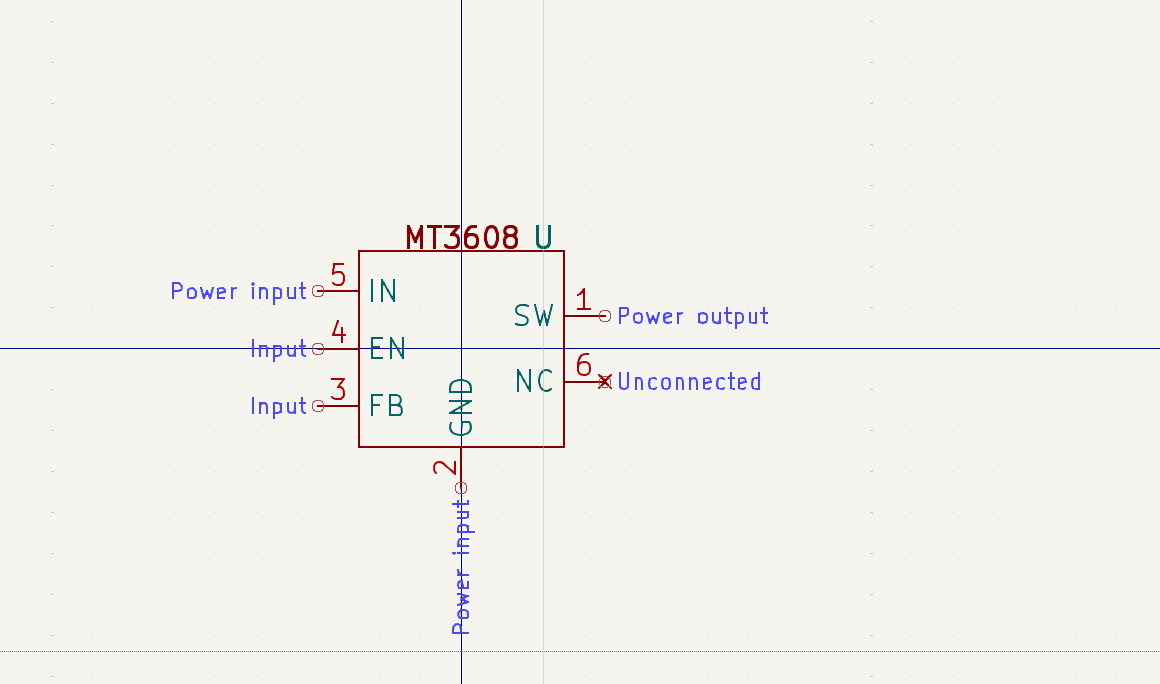 MT3608 U
Power input 5 IN
SW 1 Power output
Input 4 EN
NC 6 Unconnected
Input 3 FB
GND
2
Power input